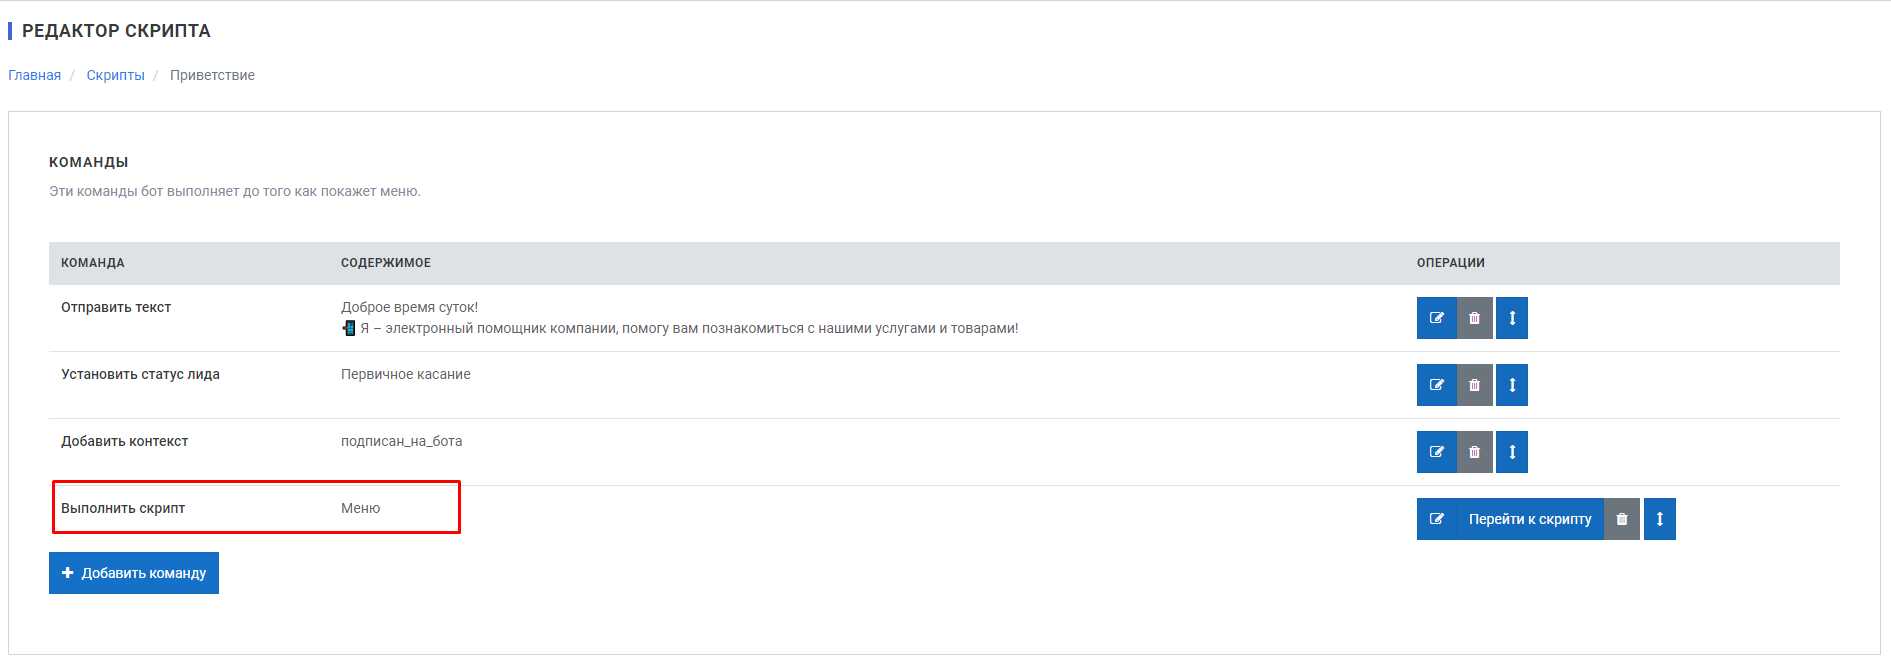 РЕДАКТОР СКРИПТА
Главная / Скрипты / Приветствие
КОМАНДЫ
Эти команды бот выполняет до того как покажет меню.
КОМАНДА СОДЕРЖИМОЕ ОПЕРАЦИИ
Отправить текст Доброе время суток!
📲 Я – электронный помощник компании, помогу вам познакомиться с нашими услугами и товарами!
Установить статус лида Первичное касание
Добавить контекст подписан_на_бота
Выполнить скрипт Меню Перейти к скрипту
+ Добавить команду